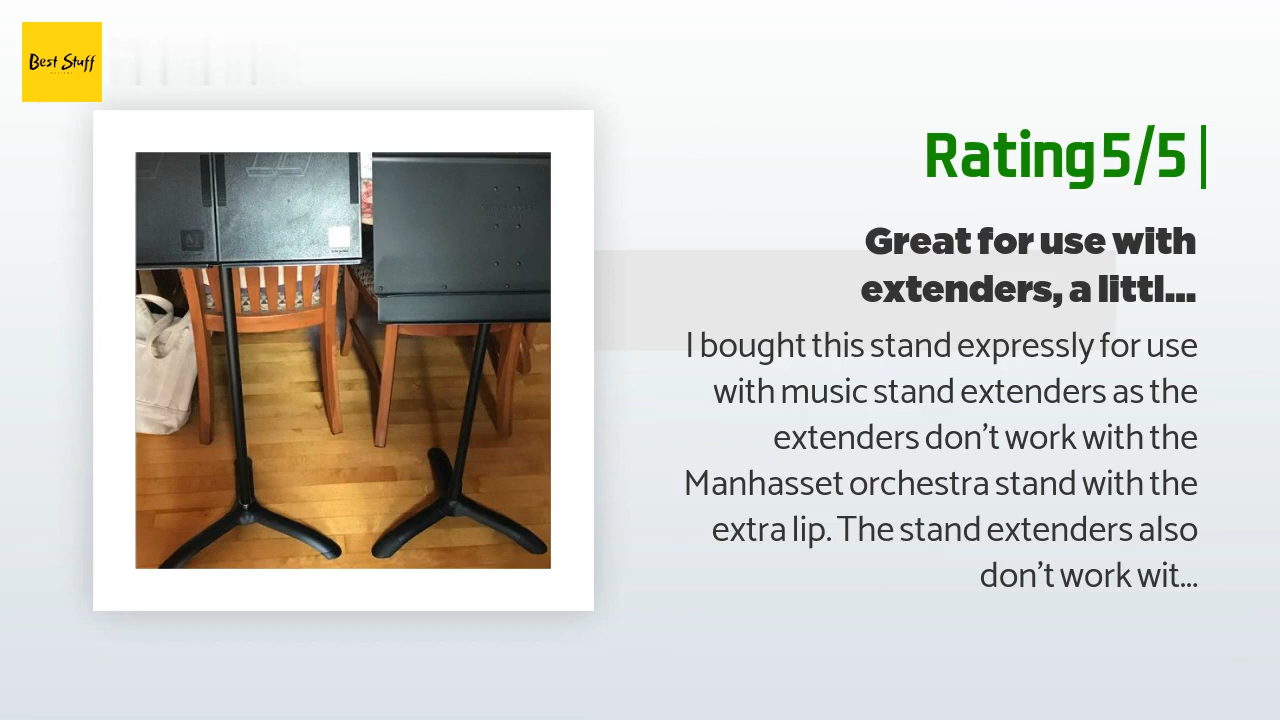 Best Stuff
Rating 5/5 |
Great for use with
extenders, a littl...
I bought this stand expressly for use
with music stand extenders as the
extenders don't work with the
Manhasset orchestra stand with the
extra lip. The stand extenders also
don't work wit...